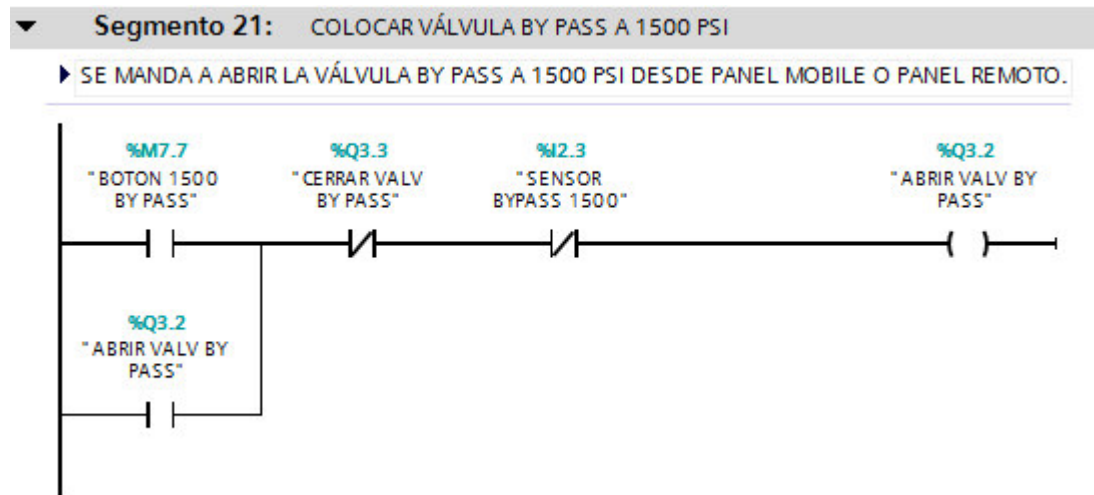 Segmento 21: COLOCAR VÁLVULA BY PASS A 1500 PSI
SE MANDA A ABRIR LA VÁLVULA BY PASS A 1500 PSI DESDE PANEL MOBILE O PANEL REMOTO.
%M7.7
"BOTON 1500
BY PASS"
%Q3.3
"CERRAR VALV
BY PASS"
%I2.3
"SENSOR
BYPASS 1500"
%Q3.2
"ABRIR VALV BY
PASS"
%Q3.2
"ABRIR VALV BY
PASS"